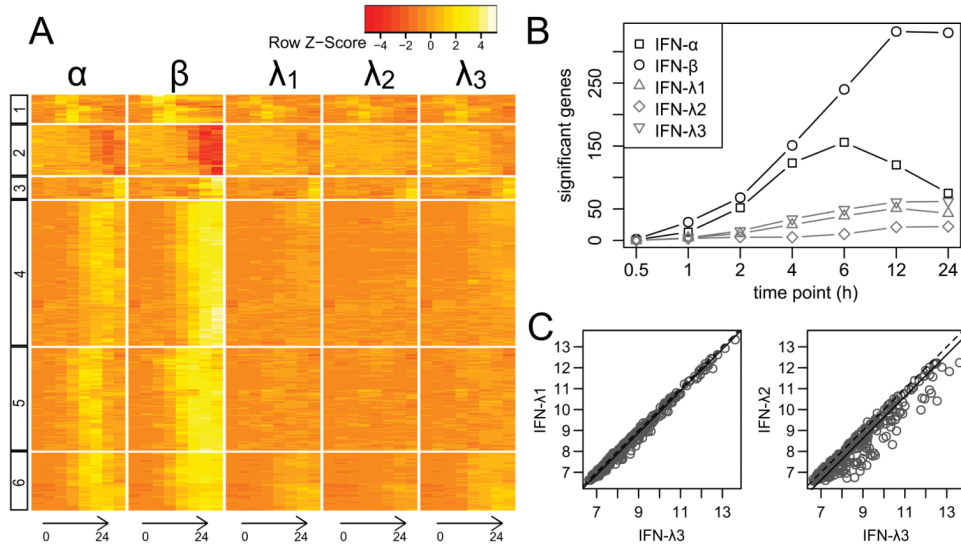 A
Row Z−Score
−4 −2 0 2 4
α β λ1 λ2 λ3
1
2
3
4
5
6
0 24 0 24 0 24 0 24 0 24
B
IFN-α
IFN-β
IFN-λ1
IFN-λ2
IFN-λ3
significant genes
250
150
50
0
0.5 1 2 4 6 12 24
time point (h)
C
IFN-λ1
13
11
10
9
8
7
7 9 11 13
IFN-λ3
IFN-λ2
13
11
10
9
8
7
7 9 11 13
IFN-λ3